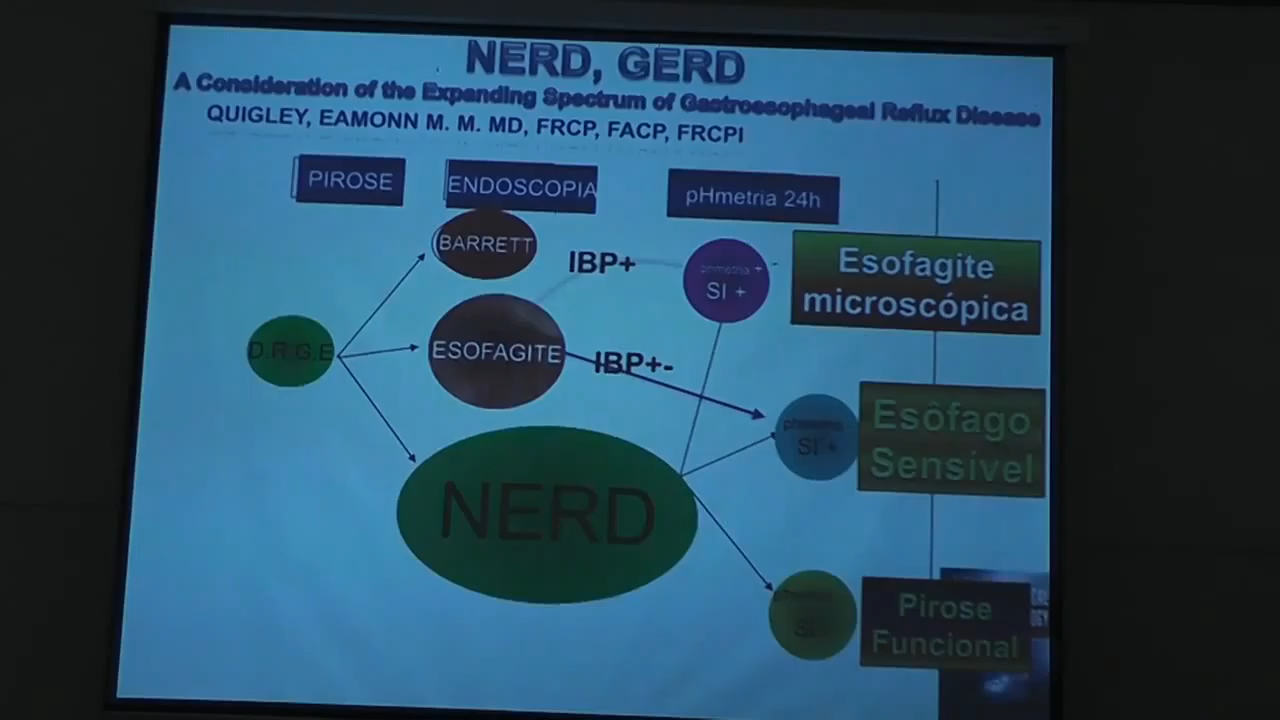 NERD, GERD
A Consideration of the Expanding Spectrum of Gastroesophageal Reflux Disease
QUIGLEY, EAMONN M. M. MD, FRCP, FACP, FRCPI
PIROSE
ENDOSCOPIA
pHmetria 24h
BARRETT
IBP+
SI +
Esofagite
microscópica
D.R.G.E
ESOFAGITE
IBP+-
SI +
Esôfago
Sensivel
NERD
Pirose
Funcional